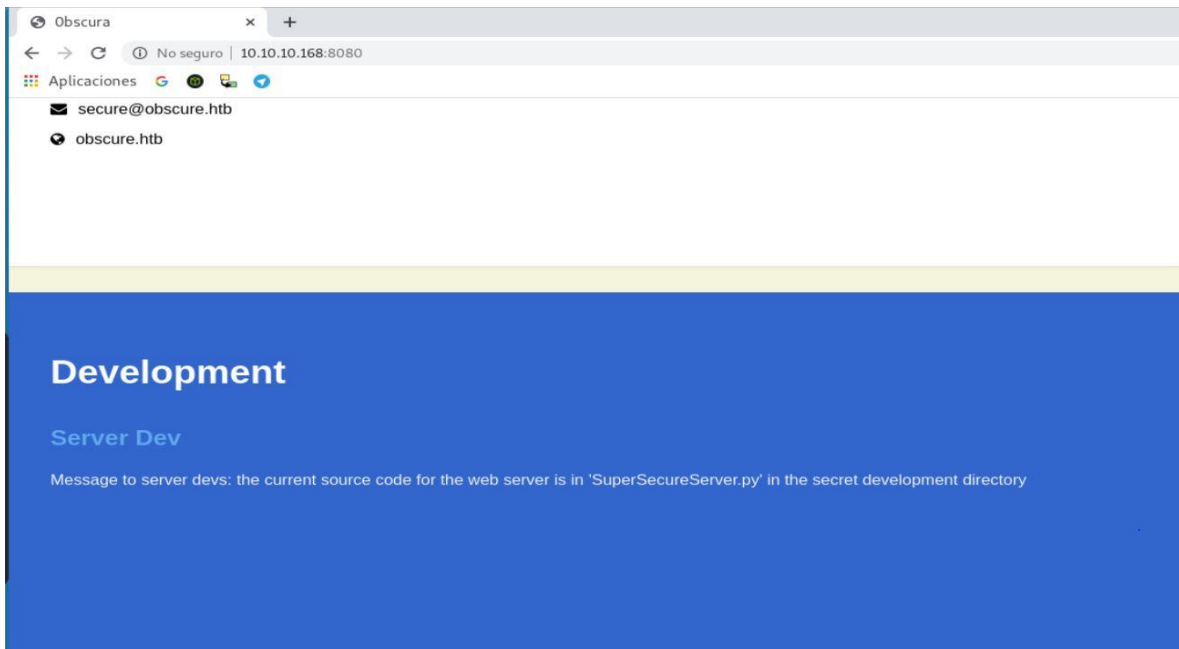 Obscura
No seguro | 10.10.10.168:8080
Aplicaciones
secure@obscure.htb
obscure.htb
Development
Server Dev
Message to server devs: the current source code for the web server is in 'SuperSecureServer.py' in the secret development directory